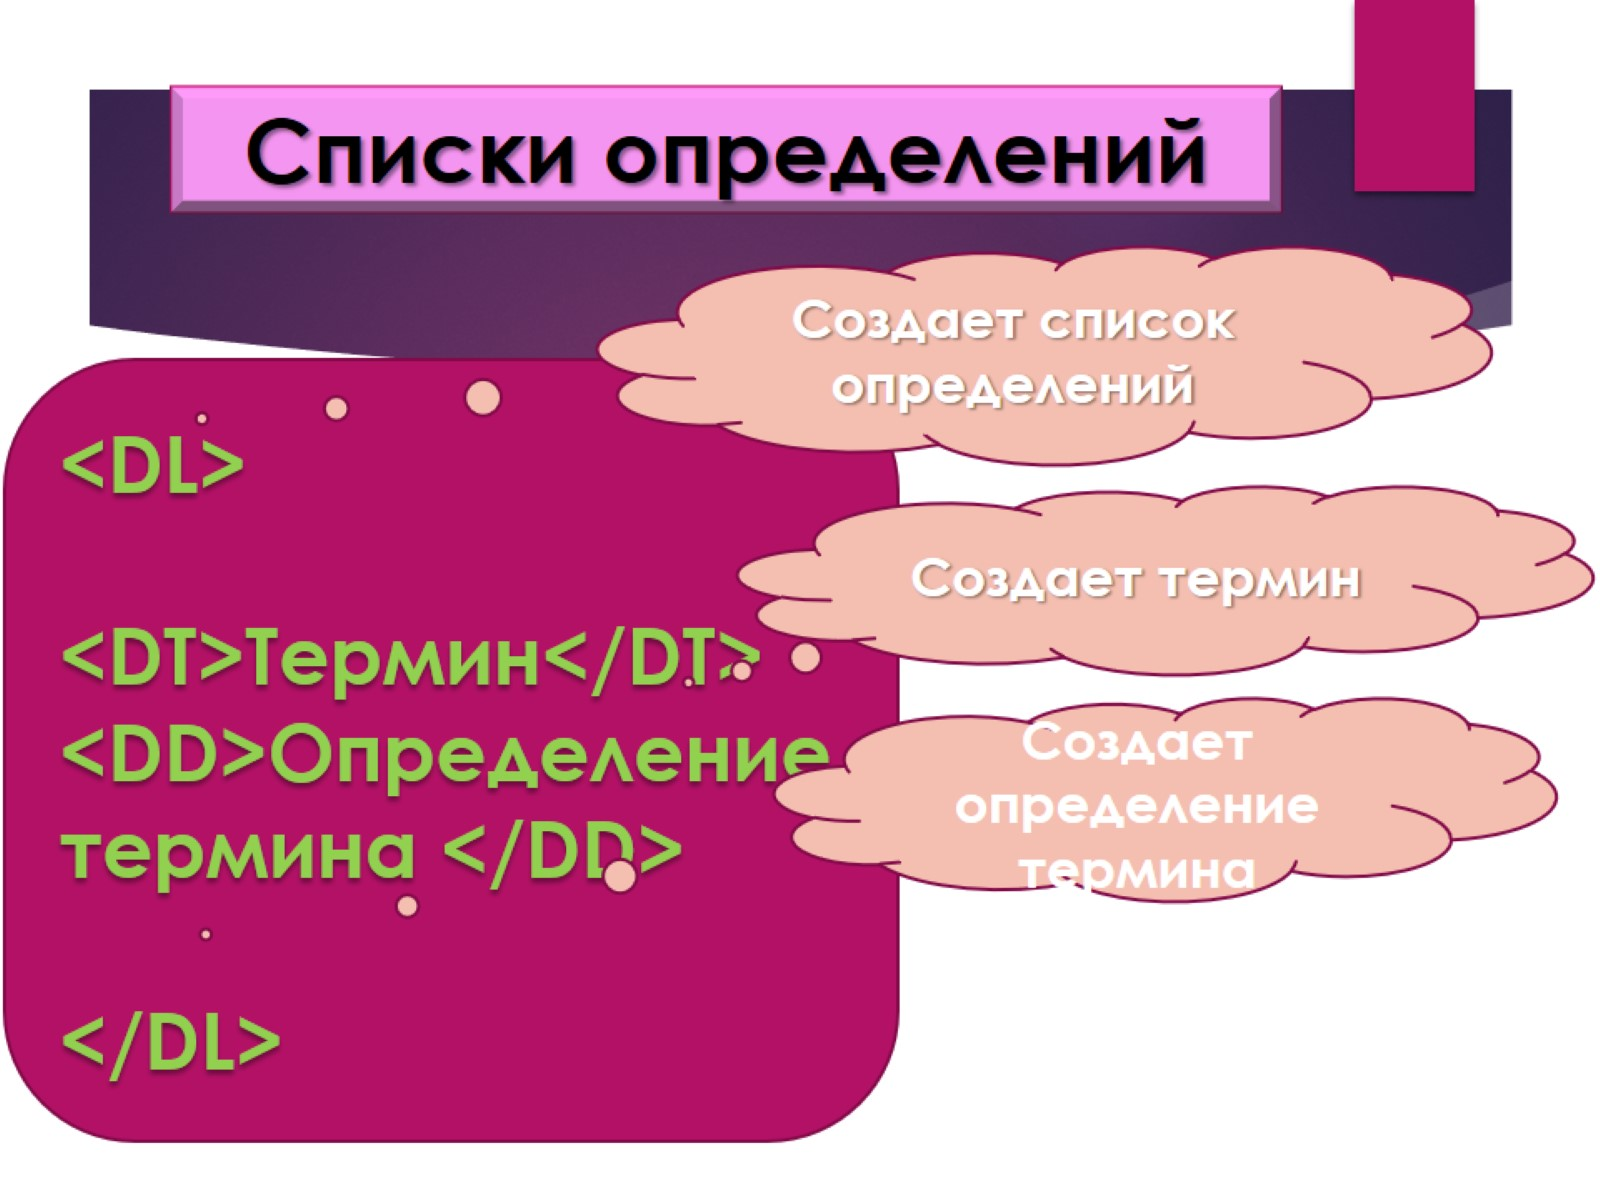 Списки определений
Создает список
определений
<DL>
Создает термин
<DT>Термин</DT>
<DD>Определение
термина </DD>
Создает
определение
термина
</DL>